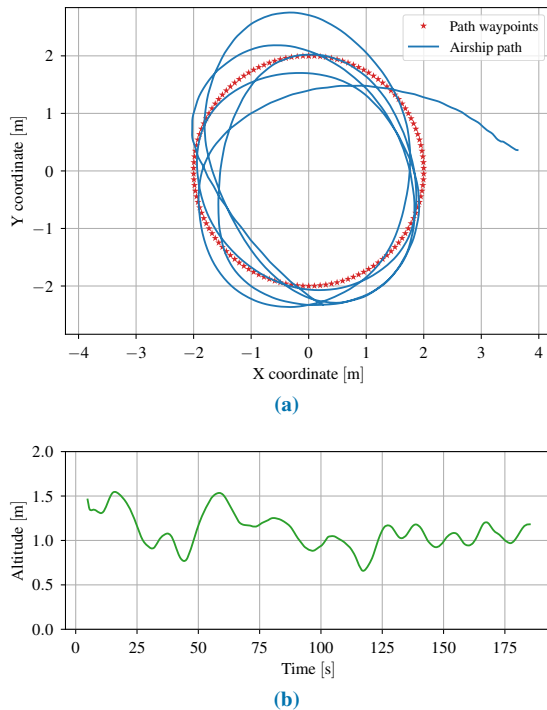 (a)
Path waypoints
Airship path
2
1
0
−1
−2
Y coordinate [m]
−4 −3 −2 −1 0 1 2 3 4
X coordinate [m]
(a)
2.0
1.5
1.0
0.5
0.0
Altitude [m]
0 25 50 75 100 125 150 175
Time [s]
(b)